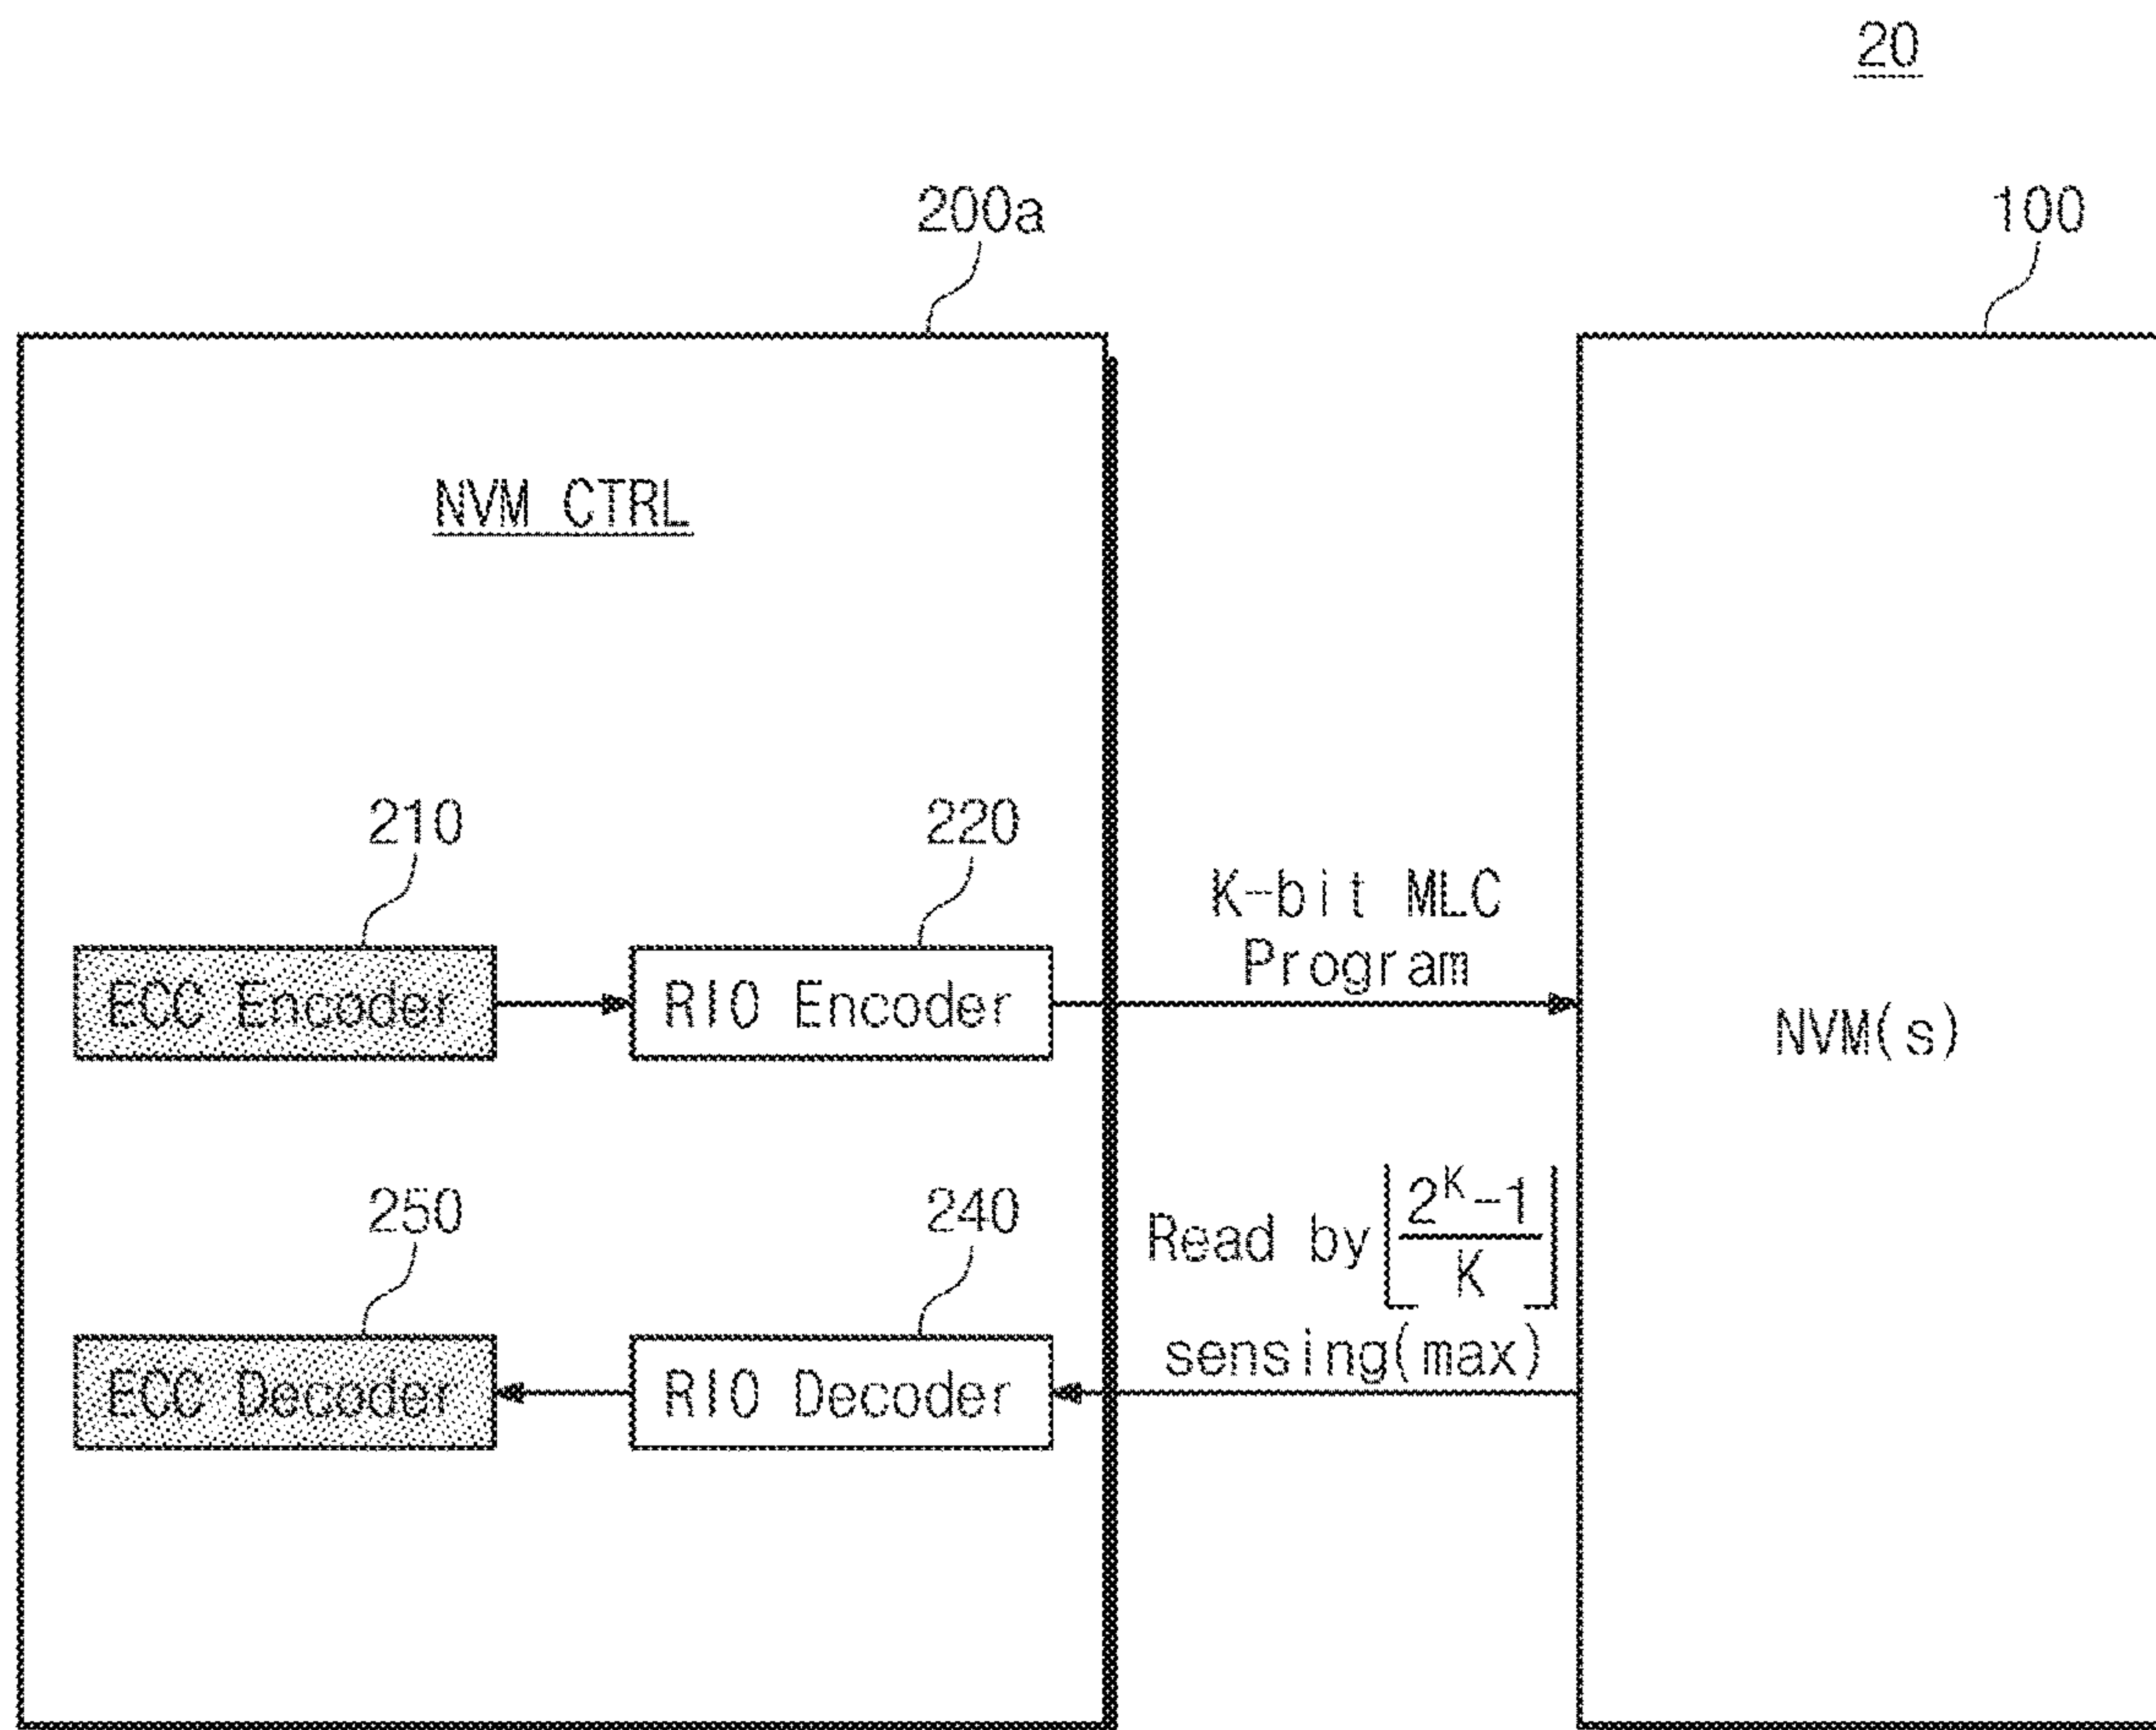 20
200a
100
NVM CTRL
210
220
ECC Encoder
RIO Encoder
K-bit MLC
Program
NVM(s)
250
240
Read by ⌊(2^K-1)/K⌋
sensing(max)
ECC Decoder
RIO Decoder